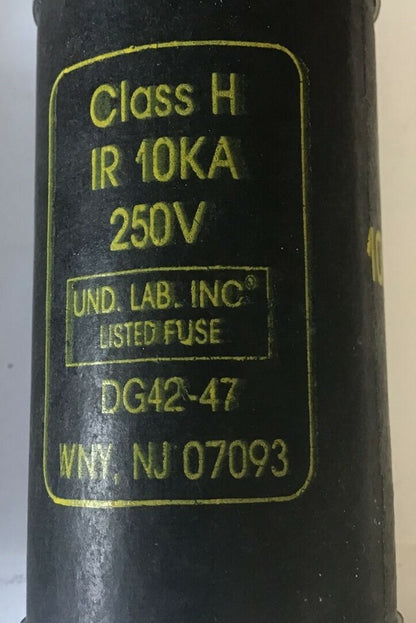 Class H
IR 10KA
250V
UND. LAB. INC®
LISTED FUSE
DG42-47
WNY, NJ 07093